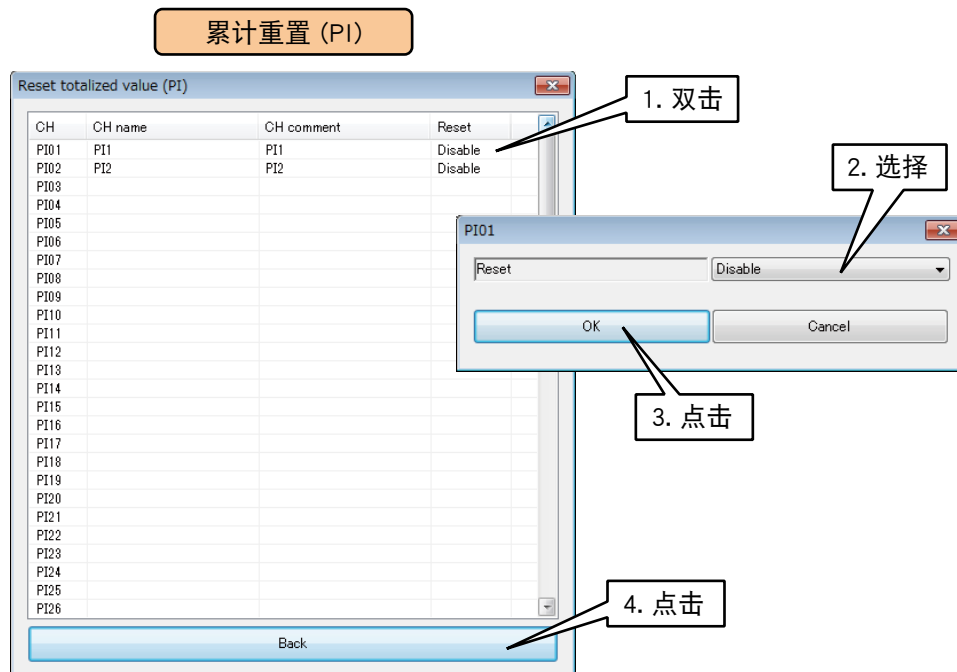 累计重置 (PI)
Reset totalized value (PI)
1. 双击
CH CH name CH comment Reset
PI01 PI1 PI1 Disable
PI02 PI2 PI2 Disable
PI03
PI04
PI05
PI06
PI07
PI08
PI09
PI10
PI11
PI12
PI13
PI14
PI15
PI16
PI17
PI18
PI19
PI20
PI21
PI22
PI23
PI24
PI25
PI26
Back
2. 选择
PI01
Reset Disable
OK Cancel
3. 点击
4. 点击